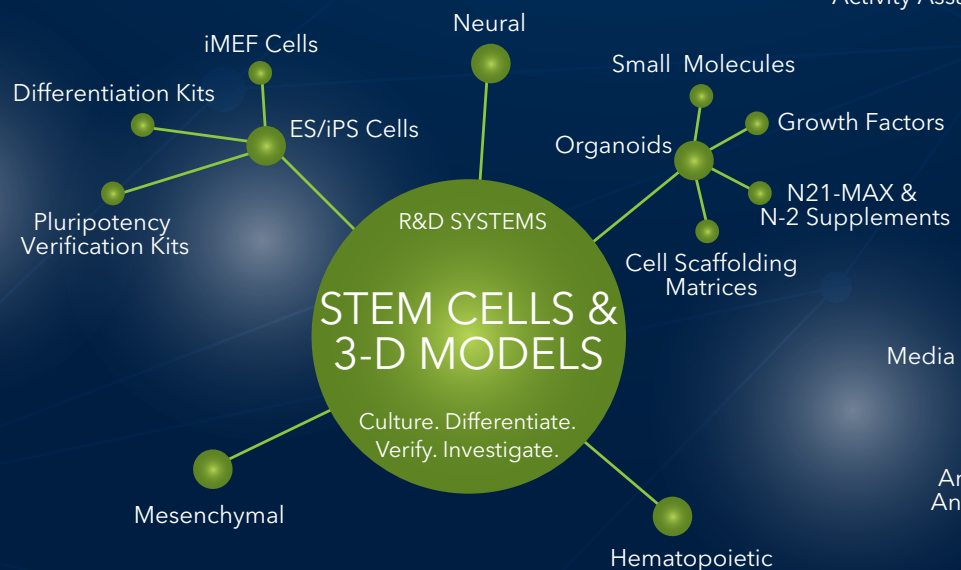 Neural
iMEF Cells
Differentiation Kits
ES/iPS Cells
Pluripotency
Verification Kits
Small Molecules
Growth Factors
Organoids
N21-MAX &
N-2 Supplements
Cell Scaffolding
Matrices
R&D SYSTEMS
STEM CELLS &
3-D MODELS
Culture. Differentiate.
Verify. Investigate.
Media
Mesenchymal
Hematopoietic